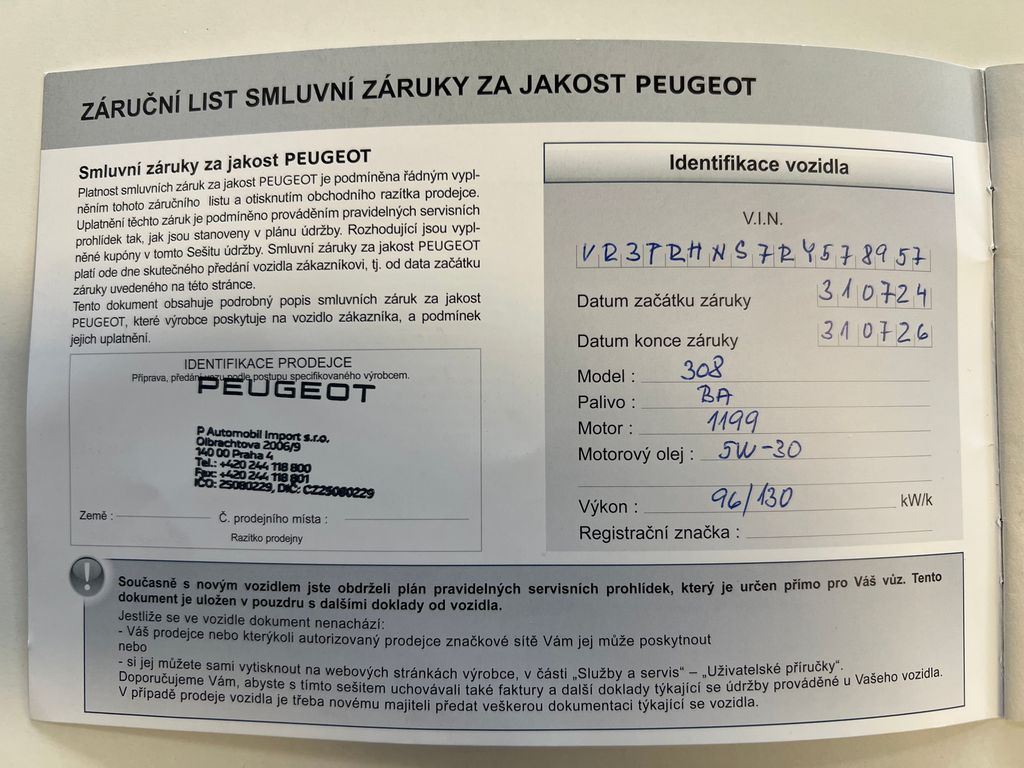 ZÁRUČNÍ LIST SMLUVNÍ ZÁRUKY ZA JAKOST PEUGEOT
Smluvní záruky za jakost PEUGEOT
Platnost smluvních záruk za jakost PEUGEOT je podmíněna řádným vypl-
něním tohoto záručního listu a otisknutím obchodního razítka prodejce.
Uplatnění těchto záruk je podmíněno prováděním pravidelných servisních
prohlídek tak, jak jsou stanoveny v plánu údržby. Rozhodující jsou vypl-
něné kupóny v tomto Sešitu údržby. Smluvní záruky za jakost PEUGEOT
platí ode dne skutečného předání vozidla zákazníkovi, tj. od data začátku
záruky uvedeného na této stránce.
Tento dokument obsahuje podrobný popis smluvních záruk za jakost
PEUGEOT, které výrobce poskytuje na vozidlo zákazníka, a podmínek
jejich uplatnění.
IDENTIFIKACE PRODEJCE
Příprava, předání vozu podle postupu specifikovaného výrobcem.
PEUGEOT
P Automobil Import s.r.o.
Olbrachtova 2006/9
140 00 Praha 4
Tel.: +420 244 118 800
Fax: +420 244 118 801
IČO: 25080229, DIČ: CZ25080229
Země :
Č. prodejního místa :
Razítko prodejny
Identifikace vozidla
V.I.N.
VR3TRHNS7RY578957
Datum začátku záruky 310724
Datum konce záruky 310726
Model : 308
Palivo : BA
Motor : 1199
Motorový olej : 5W-30
Výkon : 96/130 kW/k
Registrační značka :
Současně s novým vozidlem jste obdrželi plán pravidelných servisních prohlídek, který je určen přímo pro Váš vůz. Tento
dokument je uložen v pouzdru s dalšími doklady od vozidla.
Jestliže se ve vozidle dokument nenachází:
- Váš prodejce nebo kterýkoli autorizovaný prodejce značkové sítě Vám jej může poskytnout
nebo
- si jej můžete sami vytisknout na webových stránkách výrobce, v části „Služby a servis“ – „Uživatelské příručky“.
Doporučujeme Vám, abyste s tímto sešitem uchovávali také faktury a další doklady týkající se údržby prováděné u Vašeho vozidla.
V případě prodeje vozidla je třeba novému majiteli předat veškerou dokumentaci týkající se vozidla.